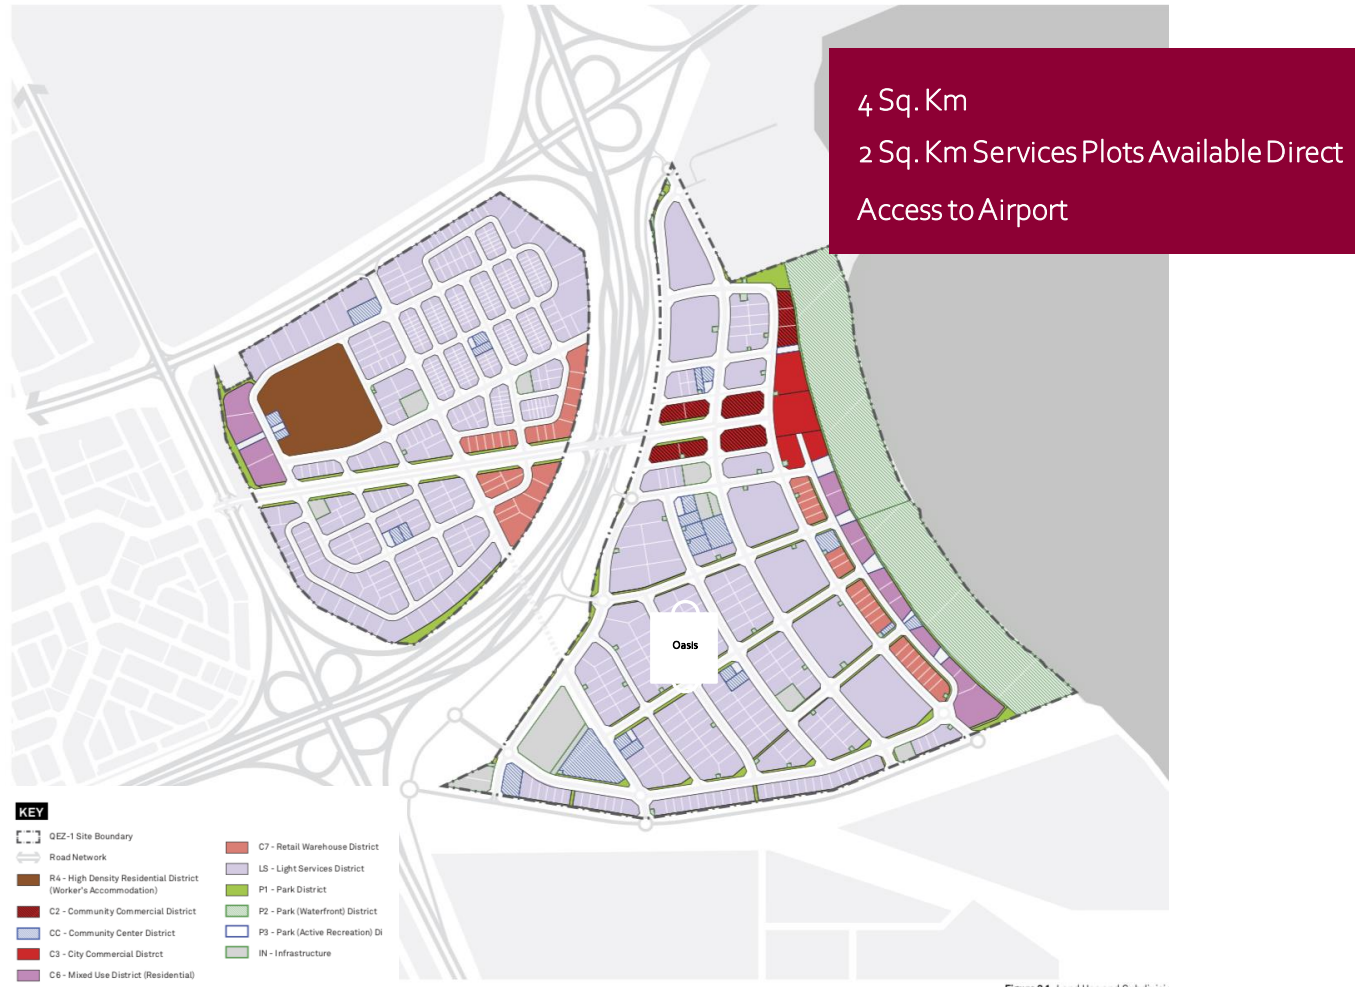 4 Sq. Km
2 Sq. Km Services Plots Available Direct
Access to Airport
Oasis
KEY
QEZ-1 Site Boundary
Road Network
R4 - High Density Residential District
(Worker's Accommodation)
C2 - Community Commercial District
CC - Community Center District
C3 - City Commercial Distrct
C6 - Mixed Use District (Residential)
C7 - Retail Warehouse District
LS - Light Services District
P1 - Park District
P2 - Park (Waterfront) District
P3 - Park (Active Recreation) Di
IN - Infrastructure